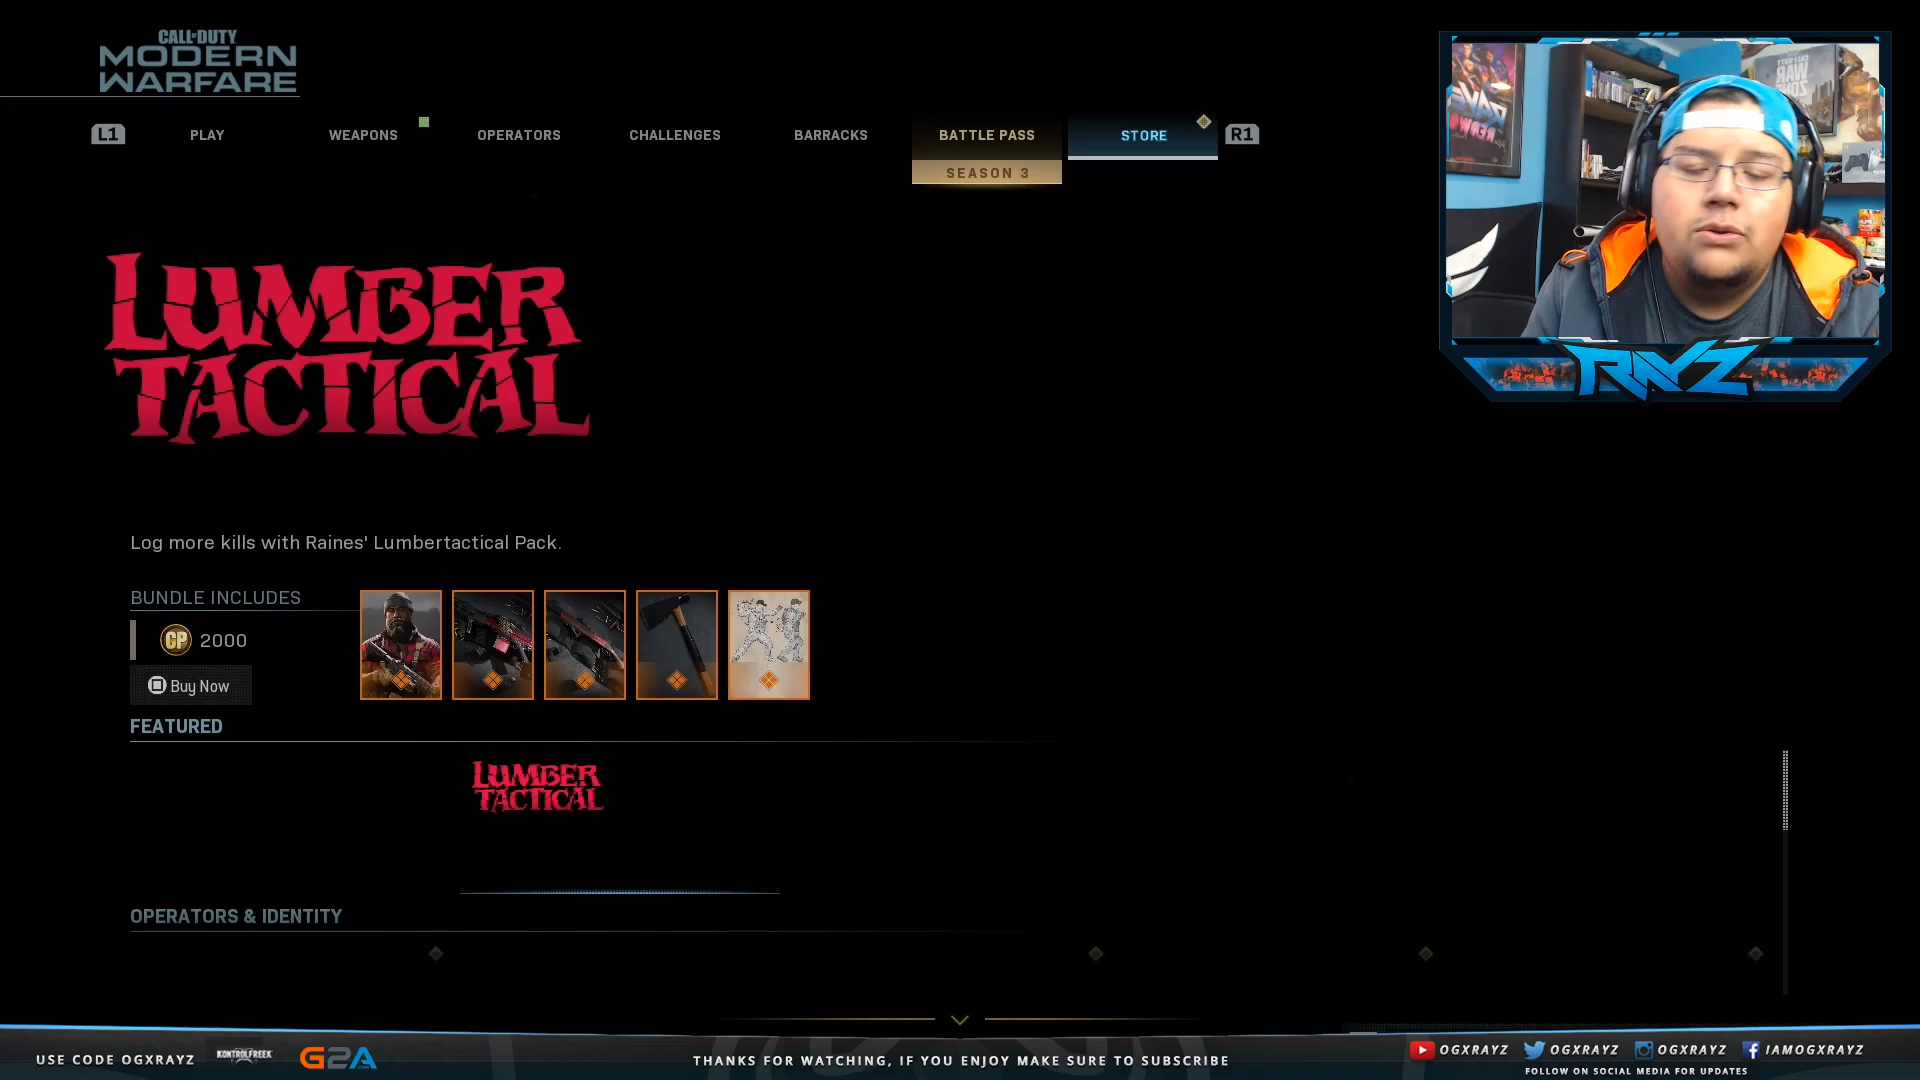 CALL OF DUTY
MODERN
WARFARE
L1
PLAY
WEAPONS
OPERATORS
CHALLENGES
BARRACKS
BATTLE PASS
STORE
R1
SEASON 3
LUMBER
TACTICAL
Log more kills with Raines' Lumbertactical Pack.
BUNDLE INCLUDES
CP 2000
Buy Now
FEATURED
LUMBER
TACTICAL
OPERATORS & IDENTITY
RAYZ
USE CODE OGXRAYZ
KONTROLFREEK
G2A
THANKS FOR WATCHING, IF YOU ENJOY MAKE SURE TO SUBSCRIBE
OGXRAYZ
OGXRAYZ
OGXRAYZ
IAMOGXRAYZ
FOLLOW ON SOCIAL MEDIA FOR UPDATES